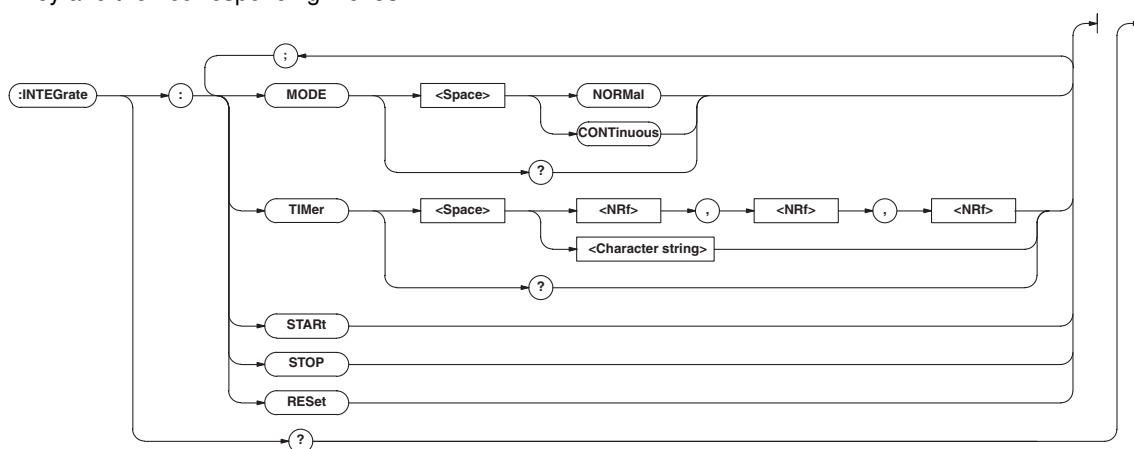 ;
:INTEGrate : MODE <Space> NORMal
CONTinuous
?
TIMer <Space> <NRf> , <NRf> , <NRf>
<Character string>
?
STARt
STOP
RESet
?